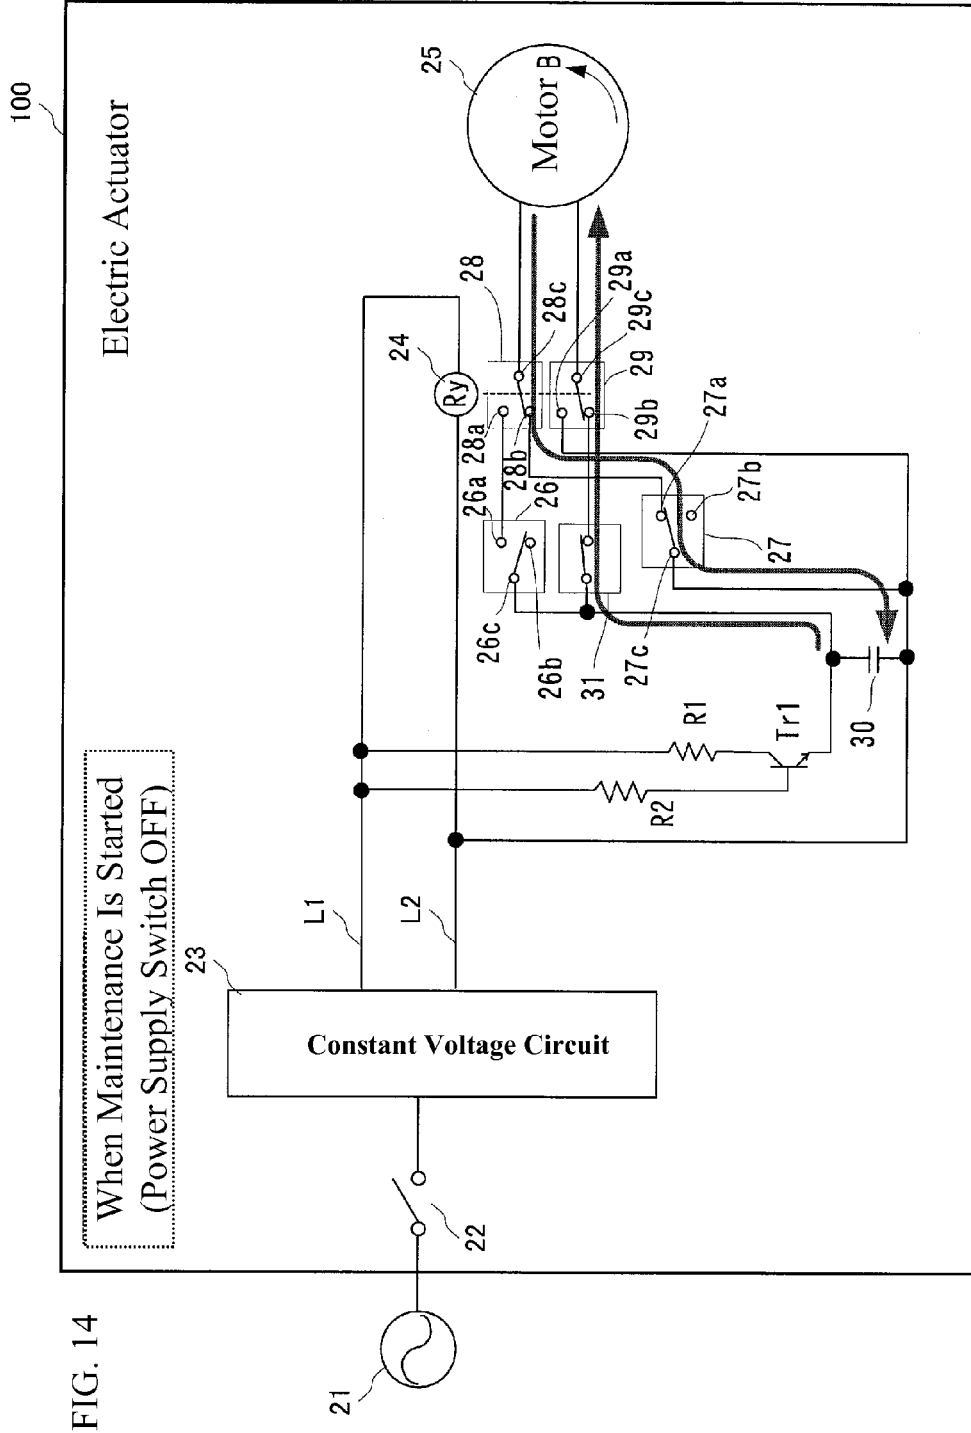 FIG. 14
When Maintenance Is Started
(Power Supply Switch OFF)
Electric Actuator
100
21
22
23
Constant Voltage Circuit
L1
L2
R1
R2
Tr1
30
24
Ry
25
Motor B
28
28a
28b
28c
29a
29c
29
29b
26a
26
26c
26b
31
27c
27a
27b
27